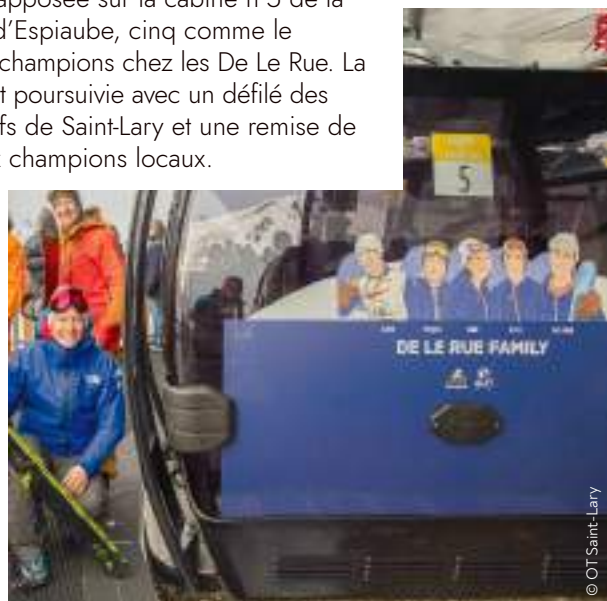 apposée sur la cabine n°5 de la
d’Espiaube, cinq comme le
champions chez les De Le Rue. La
t poursuivie avec un défilé des
fs de Saint-Lary et une remise de
champions locaux.
5
DE LE RUE FAMILY
© OT Saint-Lary